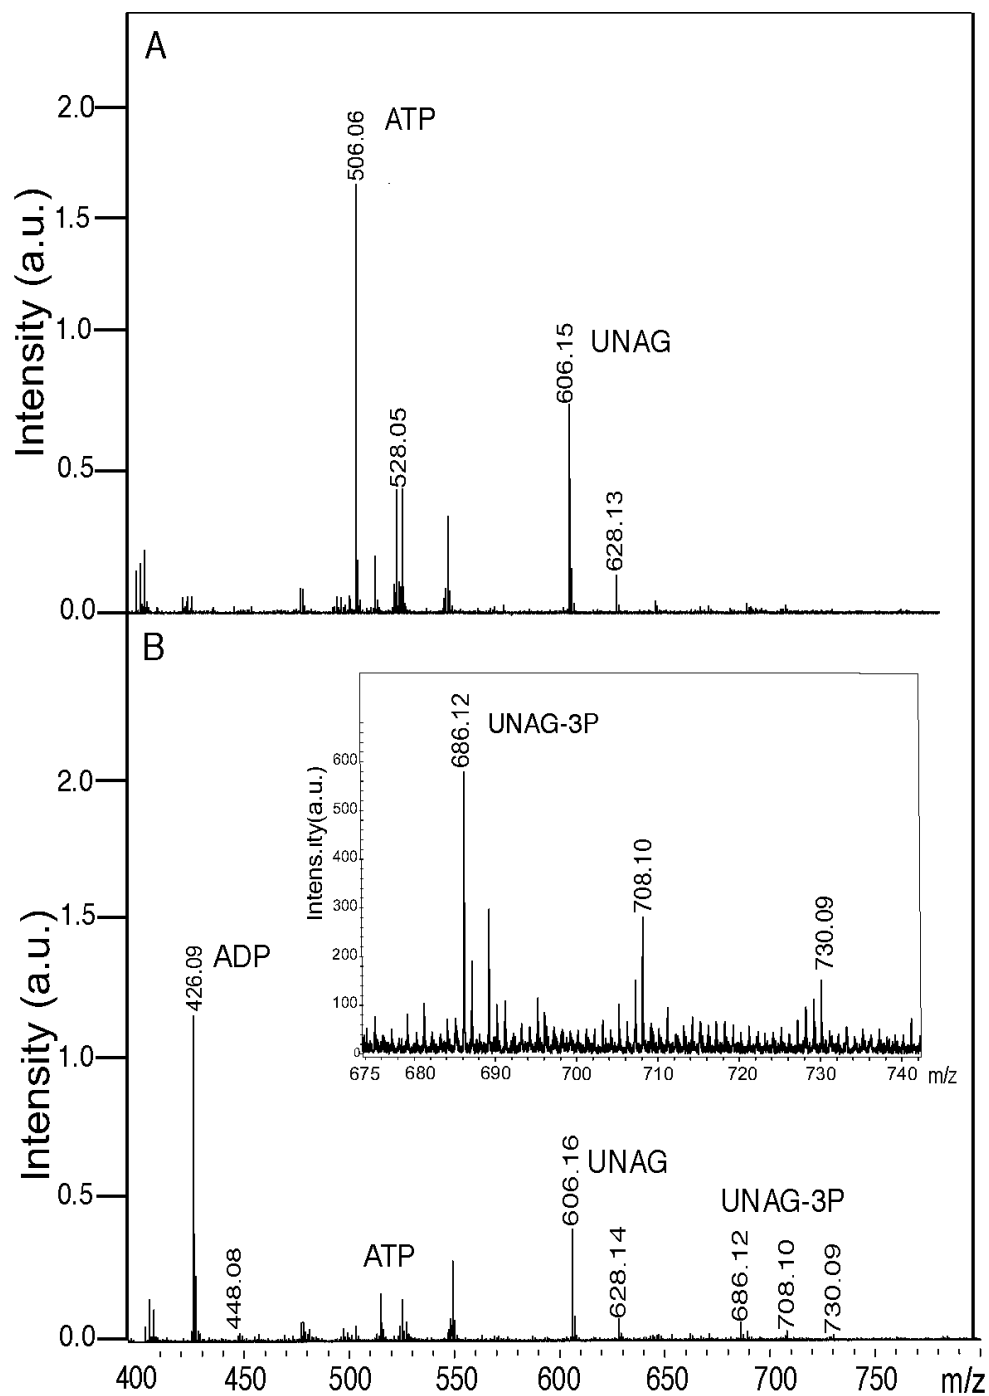 A
2.0
506.06
ATP
1.5
1.0
606.15
UNAG
528.05
0.5
628.13
0.0
Intensity (a.u.)
B
686.12
UNAG-3P
600
500
400
300
200
100
0
708.10
730.09
Intens.ity(a.u.)
675 680 690 700 710 720 730 740 m/z
2.0
1.5
426.09
ADP
1.0
606.16
UNAG
0.5
UNAG-3P
448.08
ATP
628.14
686.12
708.10
730.09
0.0
Intensity (a.u.)
400 450 500 550 600 650 700 750 m/z